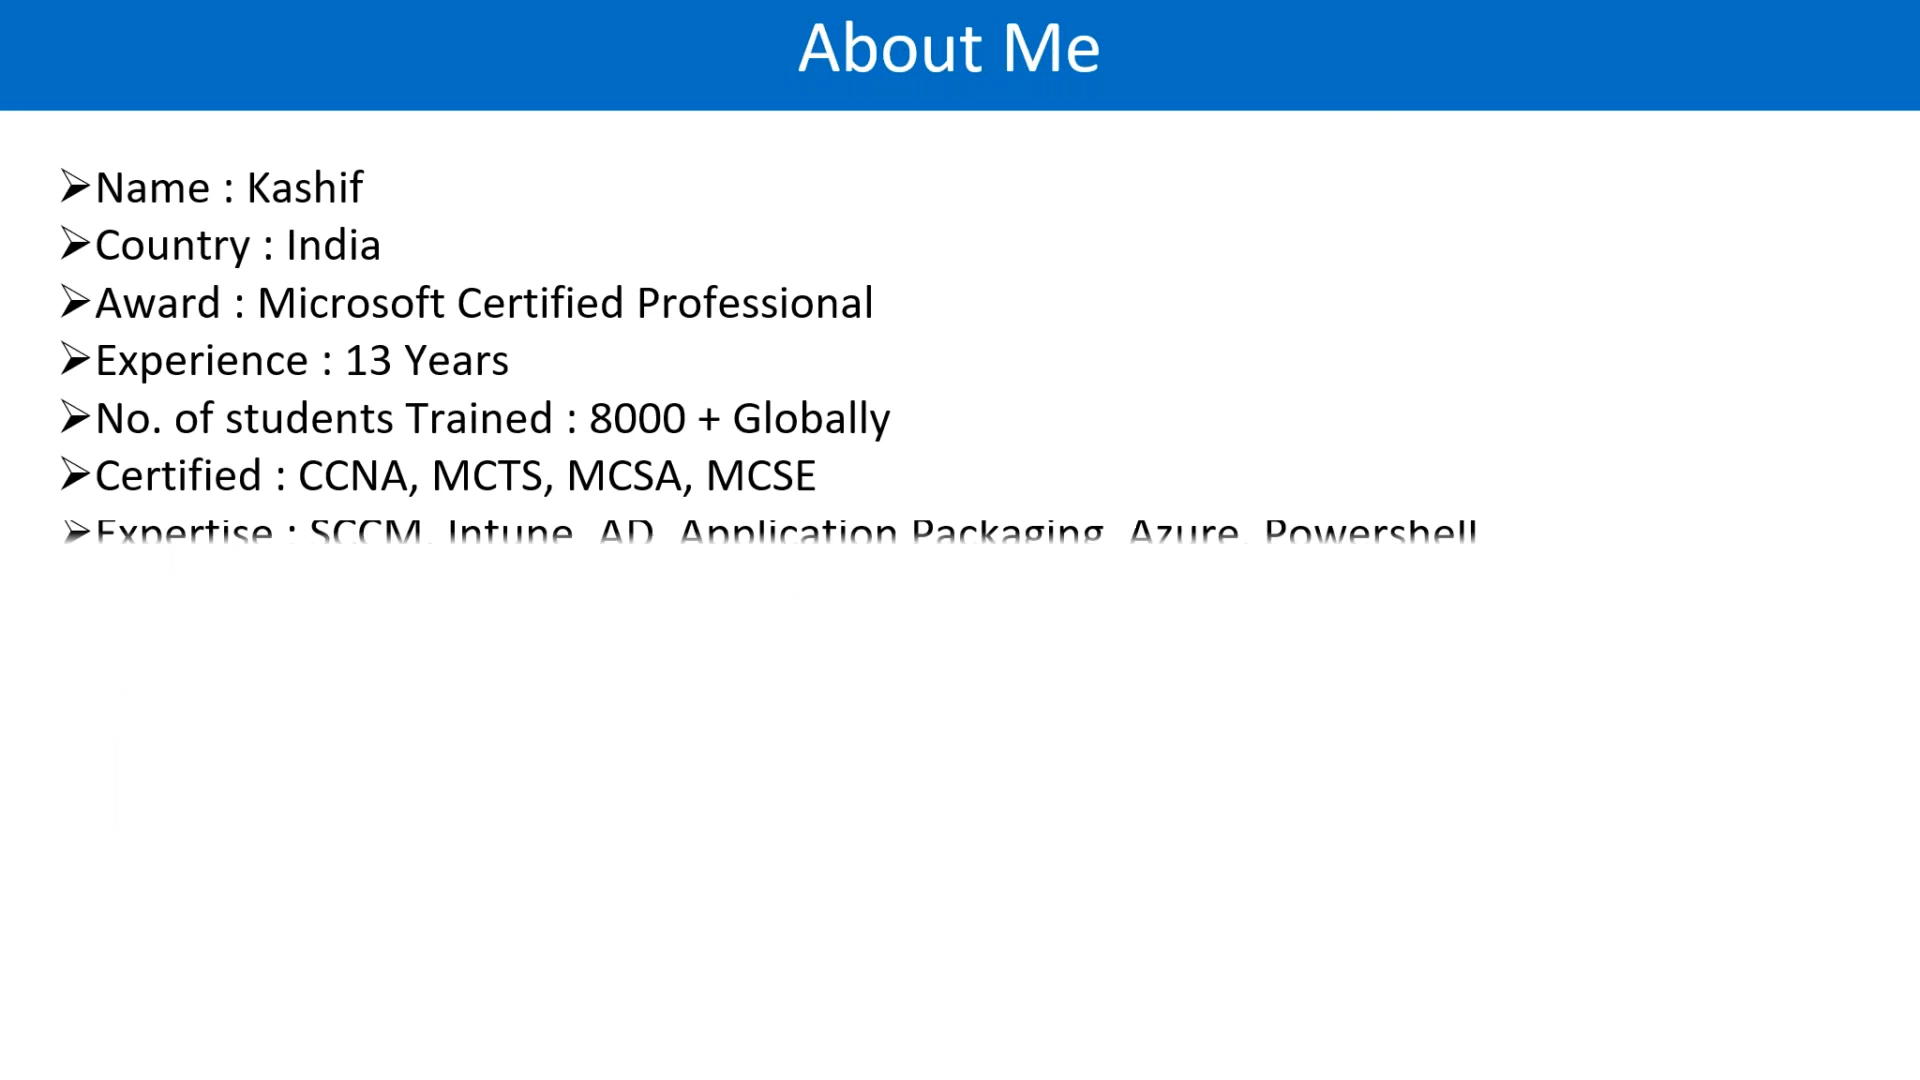 About Me
➢Name : Kashif
➢Country : India
➢Award : Microsoft Certified Professional
➢Experience : 13 Years
➢No. of students Trained : 8000 + Globally
➢Certified : CCNA, MCTS, MCSA, MCSE
➢Expertise : SCCM, Intune, AD, Application Packaging, Azure, Powershell